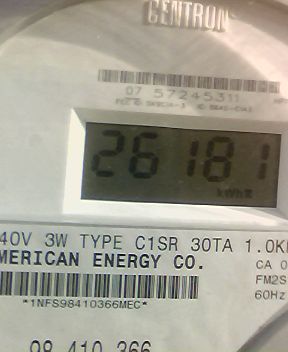 CENTRON
07 57245311
26181
kWh
40V 3W TYPE C1SR 30TA 1.0K
MERICAN ENERGY CO.
CA 0
FM2S
60Hz
*1NFS98410366MEC*
98 410 366